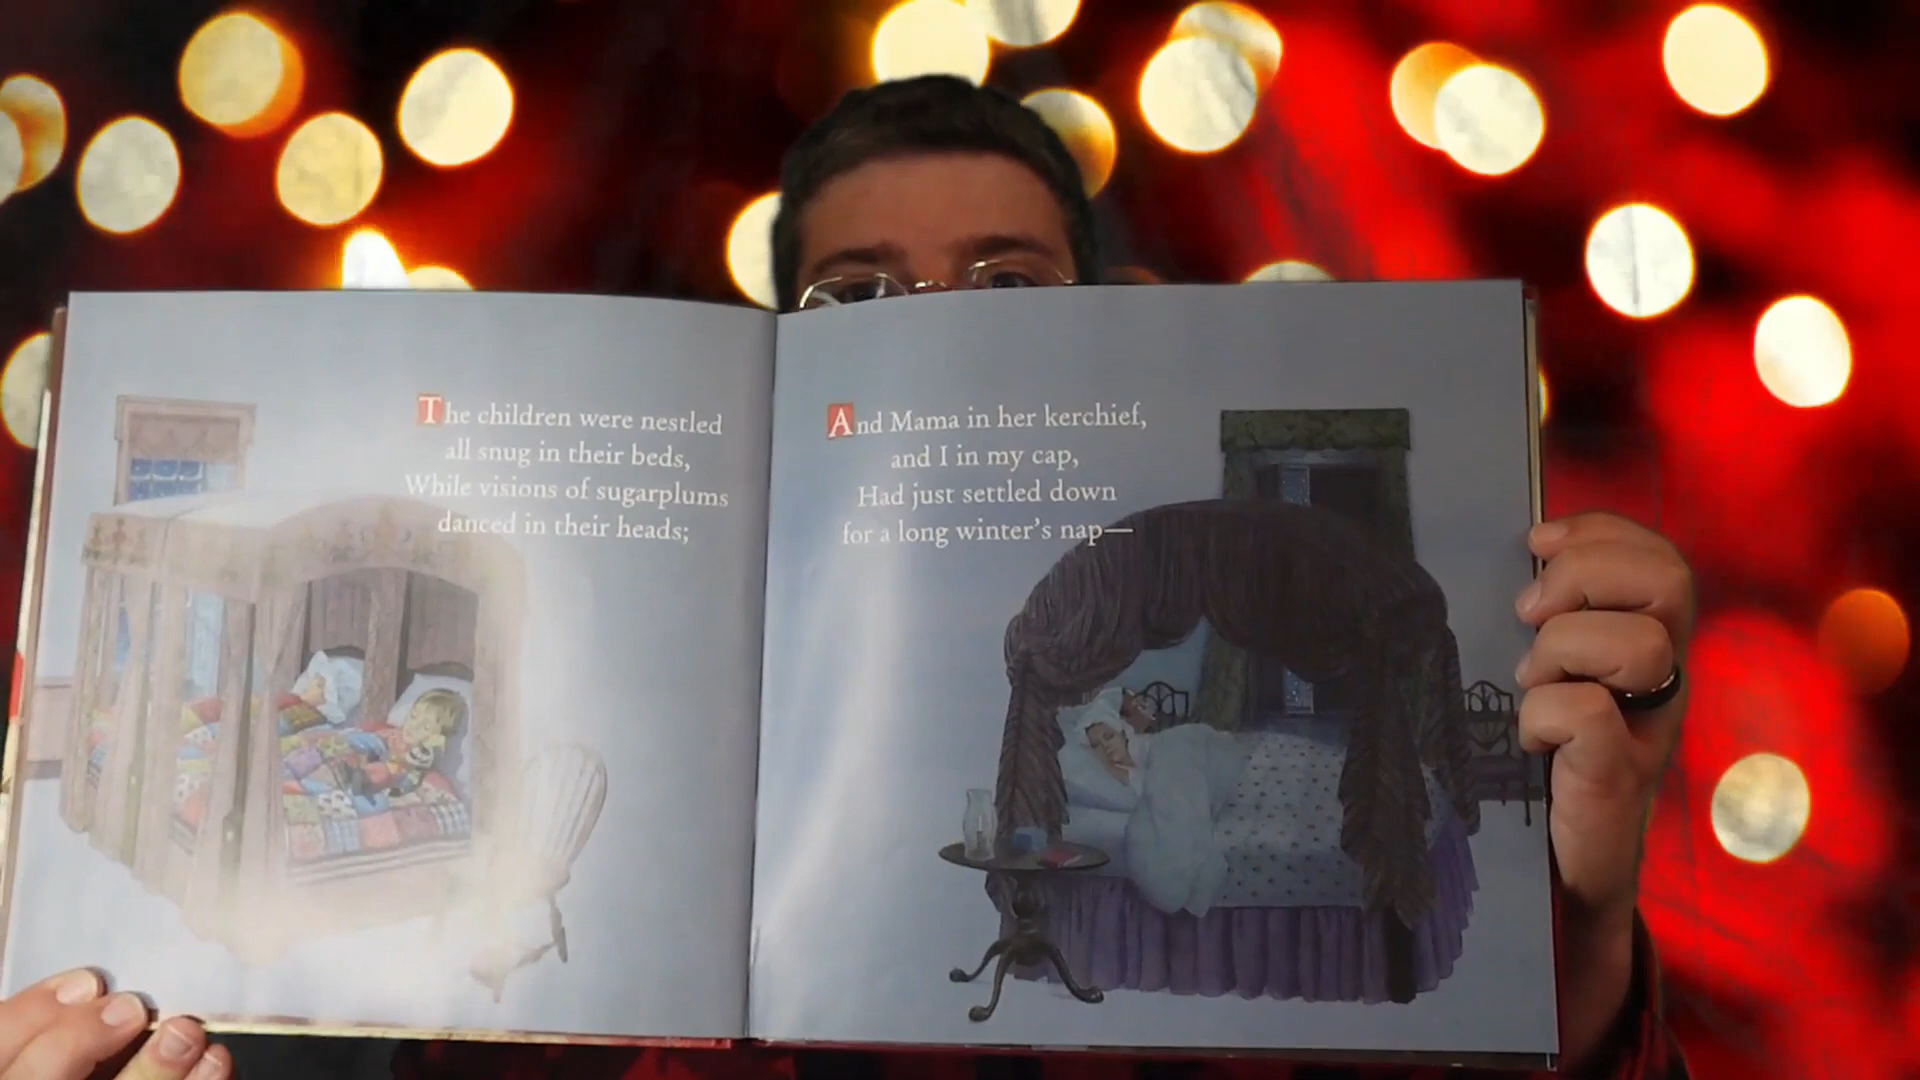 The children were nestled
all snug in their beds,
While visions of sugarplums
danced in their heads;
And Mama in her kerchief,
and I in my cap,
Had just settled down
for a long winter's nap—